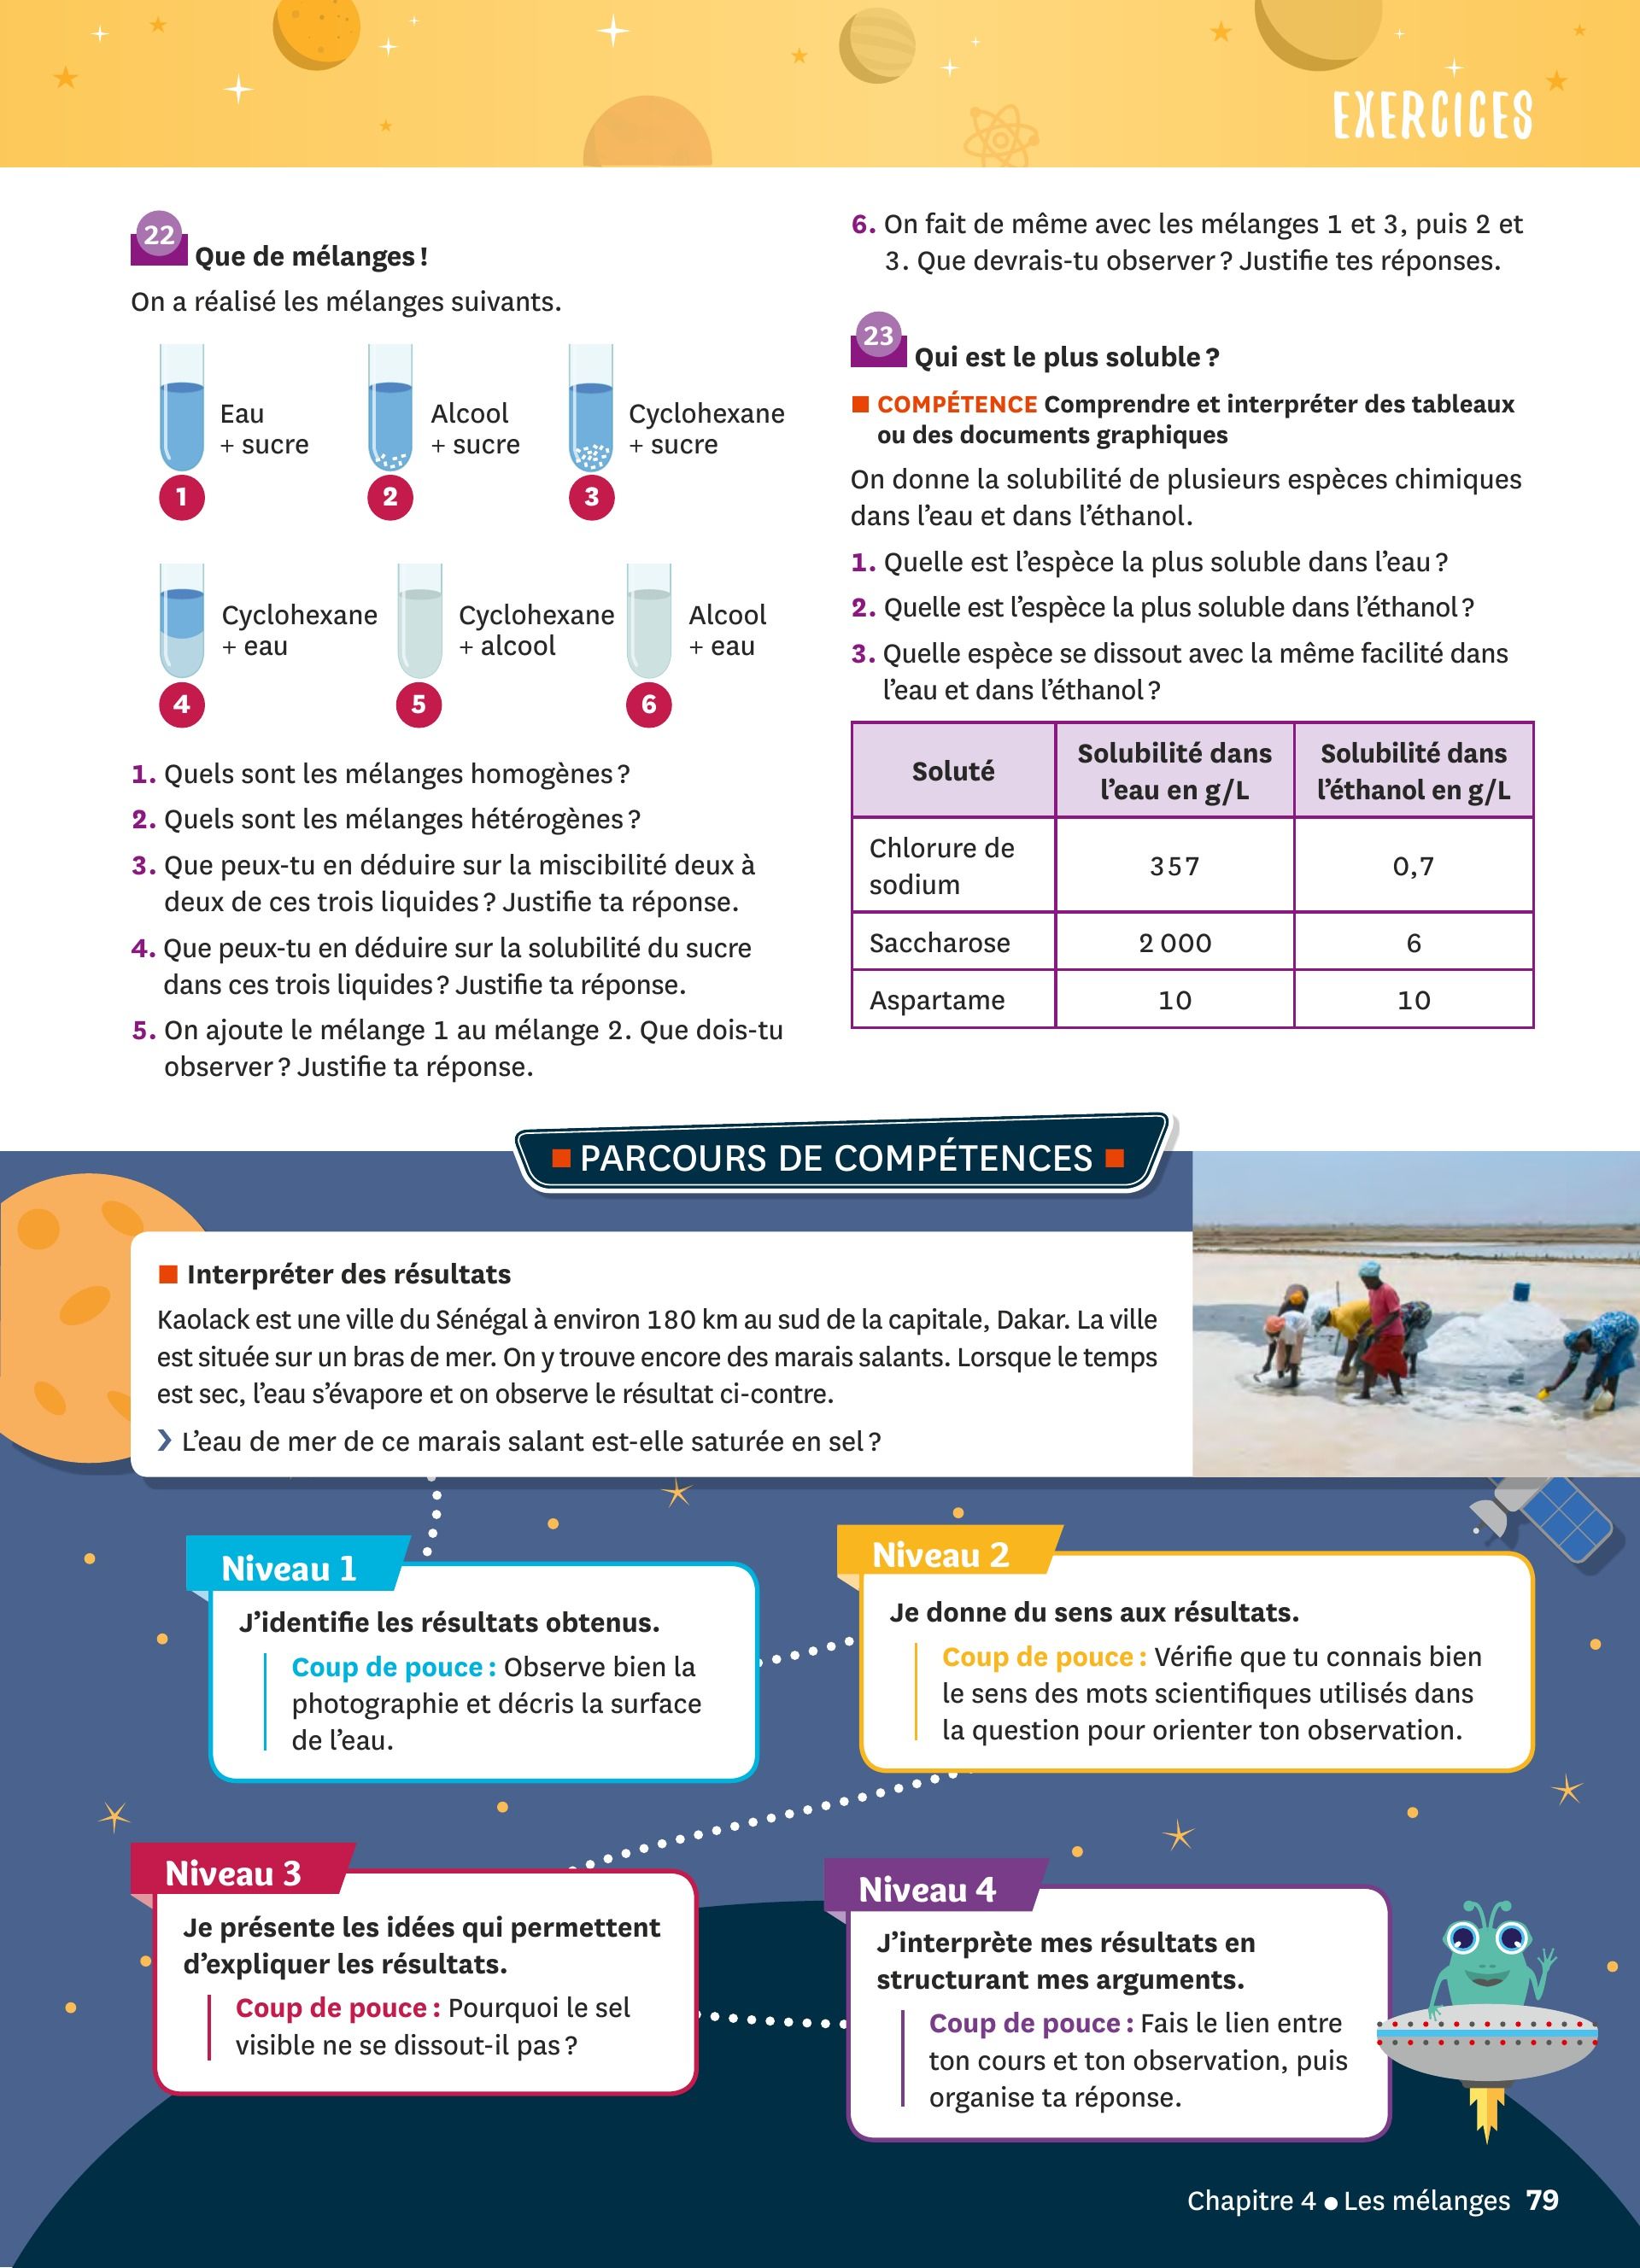 EXERCICES
22
Que de mélanges !
On a réalisé les mélanges suivants.
Eau
+ sucre
1
Alcool
+ sucre
2
Cyclohexane
+ sucre
3
Cyclohexane
+ eau
4
Cyclohexane
+ alcool
5
Alcool
+ eau
6
1. Quels sont les mélanges homogènes ?
2. Quels sont les mélanges hétérogènes ?
3. Que peux-tu en déduire sur la miscibilité deux à
deux de ces trois liquides ? Justifie ta réponse.
4. Que peux-tu en déduire sur la solubilité du sucre
dans ces trois liquides ? Justifie ta réponse.
5. On ajoute le mélange 1 au mélange 2. Que dois-tu
observer ? Justifie ta réponse.
6. On fait de même avec les mélanges 1 et 3, puis 2 et
3. Que devrais-tu observer ? Justifie tes réponses.
23
Qui est le plus soluble ?
COMPÉTENCE Comprendre et interpréter des tableaux
ou des documents graphiques
On donne la solubilité de plusieurs espèces chimiques
dans l'eau et dans l'éthanol.
1. Quelle est l'espèce la plus soluble dans l'eau ?
2. Quelle est l'espèce la plus soluble dans l'éthanol ?
3. Quelle espèce se dissout avec la même facilité dans
l'eau et dans l'éthanol ?
Soluté
Solubilité dans
l'eau en g/L
Solubilité dans
l'éthanol en g/L
Chlorure de
sodium
357
0,7
Saccharose
2 000
6
Aspartame
10
10
PARCOURS DE COMPÉTENCES
Interpréter des résultats
Kaolack est une ville du Sénégal à environ 180 km au sud de la capitale, Dakar. La ville
est située sur un bras de mer. On y trouve encore des marais salants. Lorsque le temps
est sec, l'eau s'évapore et on observe le résultat ci-contre.
› L'eau de mer de ce marais salant est-elle saturée en sel ?
Niveau 1
J'identifie les résultats obtenus.
Coup de pouce : Observe bien la
photographie et décris la surface
de l'eau.
Niveau 2
Je donne du sens aux résultats.
Coup de pouce : Vérifie que tu connais bien
le sens des mots scientifiques utilisés dans
la question pour orienter ton observation.
Niveau 3
Je présente les idées qui permettent
d'expliquer les résultats.
Coup de pouce : Pourquoi le sel
visible ne se dissout-il pas ?
Niveau 4
J'interprète mes résultats en
structurant mes arguments.
Coup de pouce : Fais le lien entre
ton cours et ton observation, puis
organise ta réponse.
Chapitre 4 ● Les mélanges 79